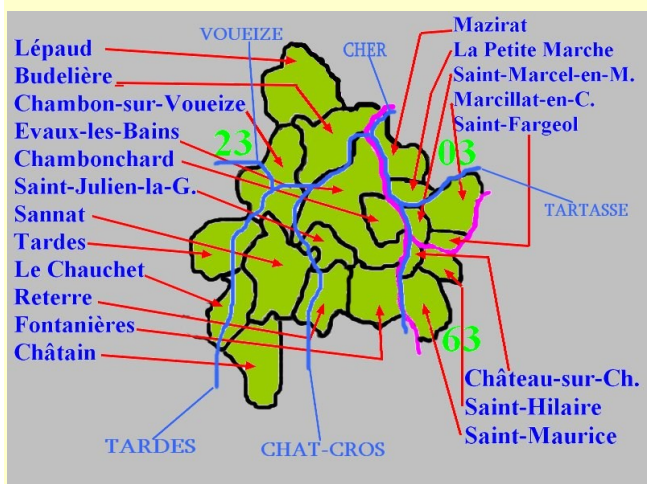 Lépaud
Budelière
Chambon-sur-Voueize
Evaux-les-Bains
Chambonchard
Saint-Julien-la-G.
Sannat
Tardes
Le Chauchet
Reterre
Fontanières
Châtain
VOUEIZE
CHER
23
03
63
TARDES
CHAT-CROS
TARTASSE
Mazirat
La Petite Marche
Saint-Marcel-en-M.
Marcillat-en-C.
Saint-Fargeol
Château-sur-Ch.
Saint-Hilaire
Saint-Maurice